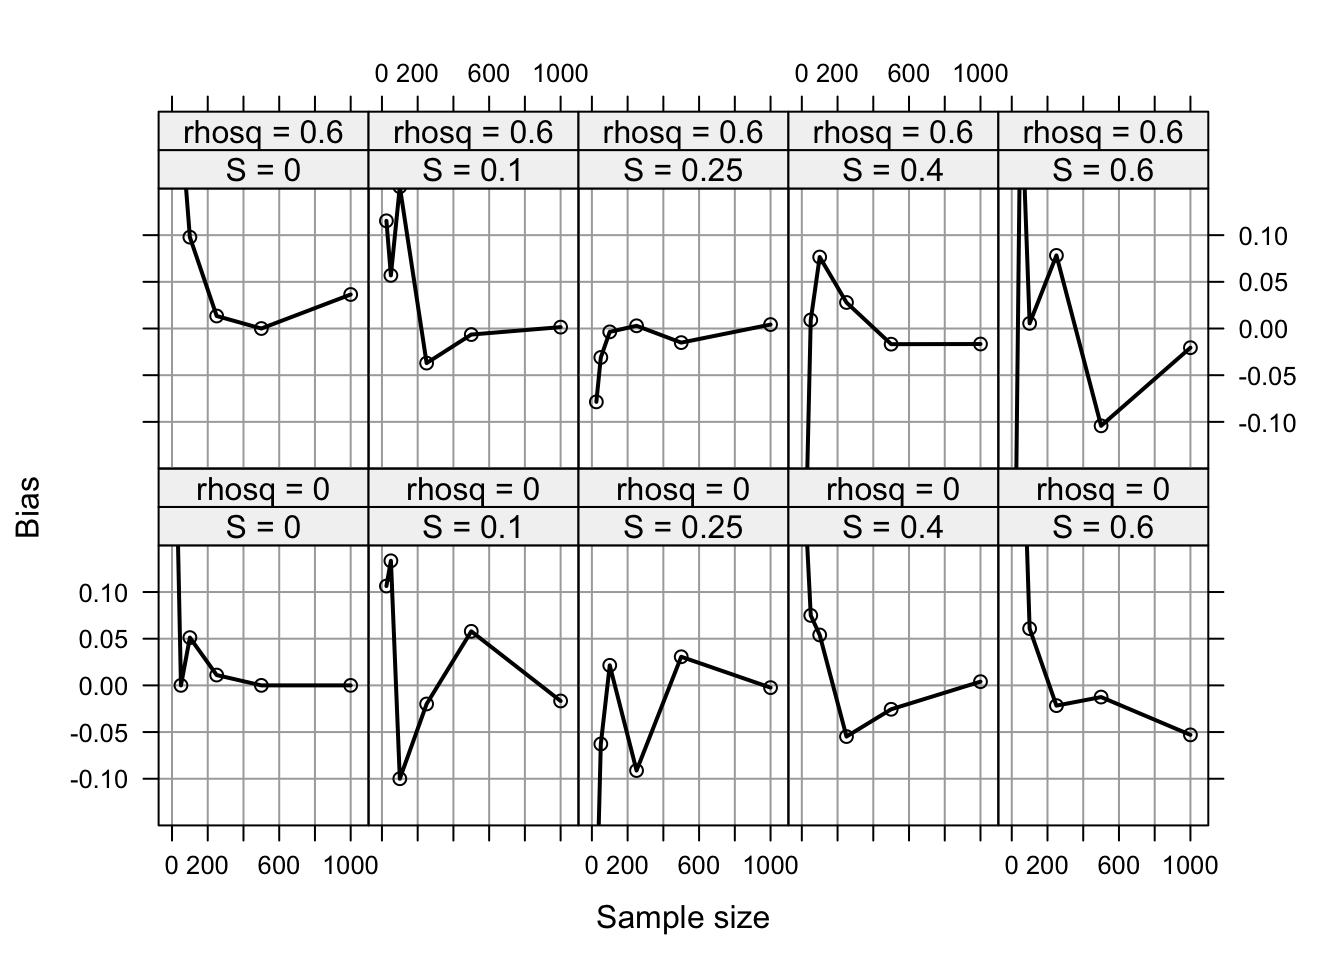 0 200 600 1000 0 200 600 1000
rhosq = 0.6 rhosq = 0.6 rhosq = 0.6 rhosq = 0.6 rhosq = 0.6
S = 0 S = 0.1 S = 0.25 S = 0.4 S = 0.6
0.10
0.05
0.00
-0.05
-0.10
rhosq = 0 rhosq = 0 rhosq = 0 rhosq = 0 rhosq = 0
S = 0 S = 0.1 S = 0.25 S = 0.4 S = 0.6
Bias
0.10
0.05
0.00
-0.05
-0.10
0 200 600 1000 0 200 600 1000 0 200 600 1000
Sample size